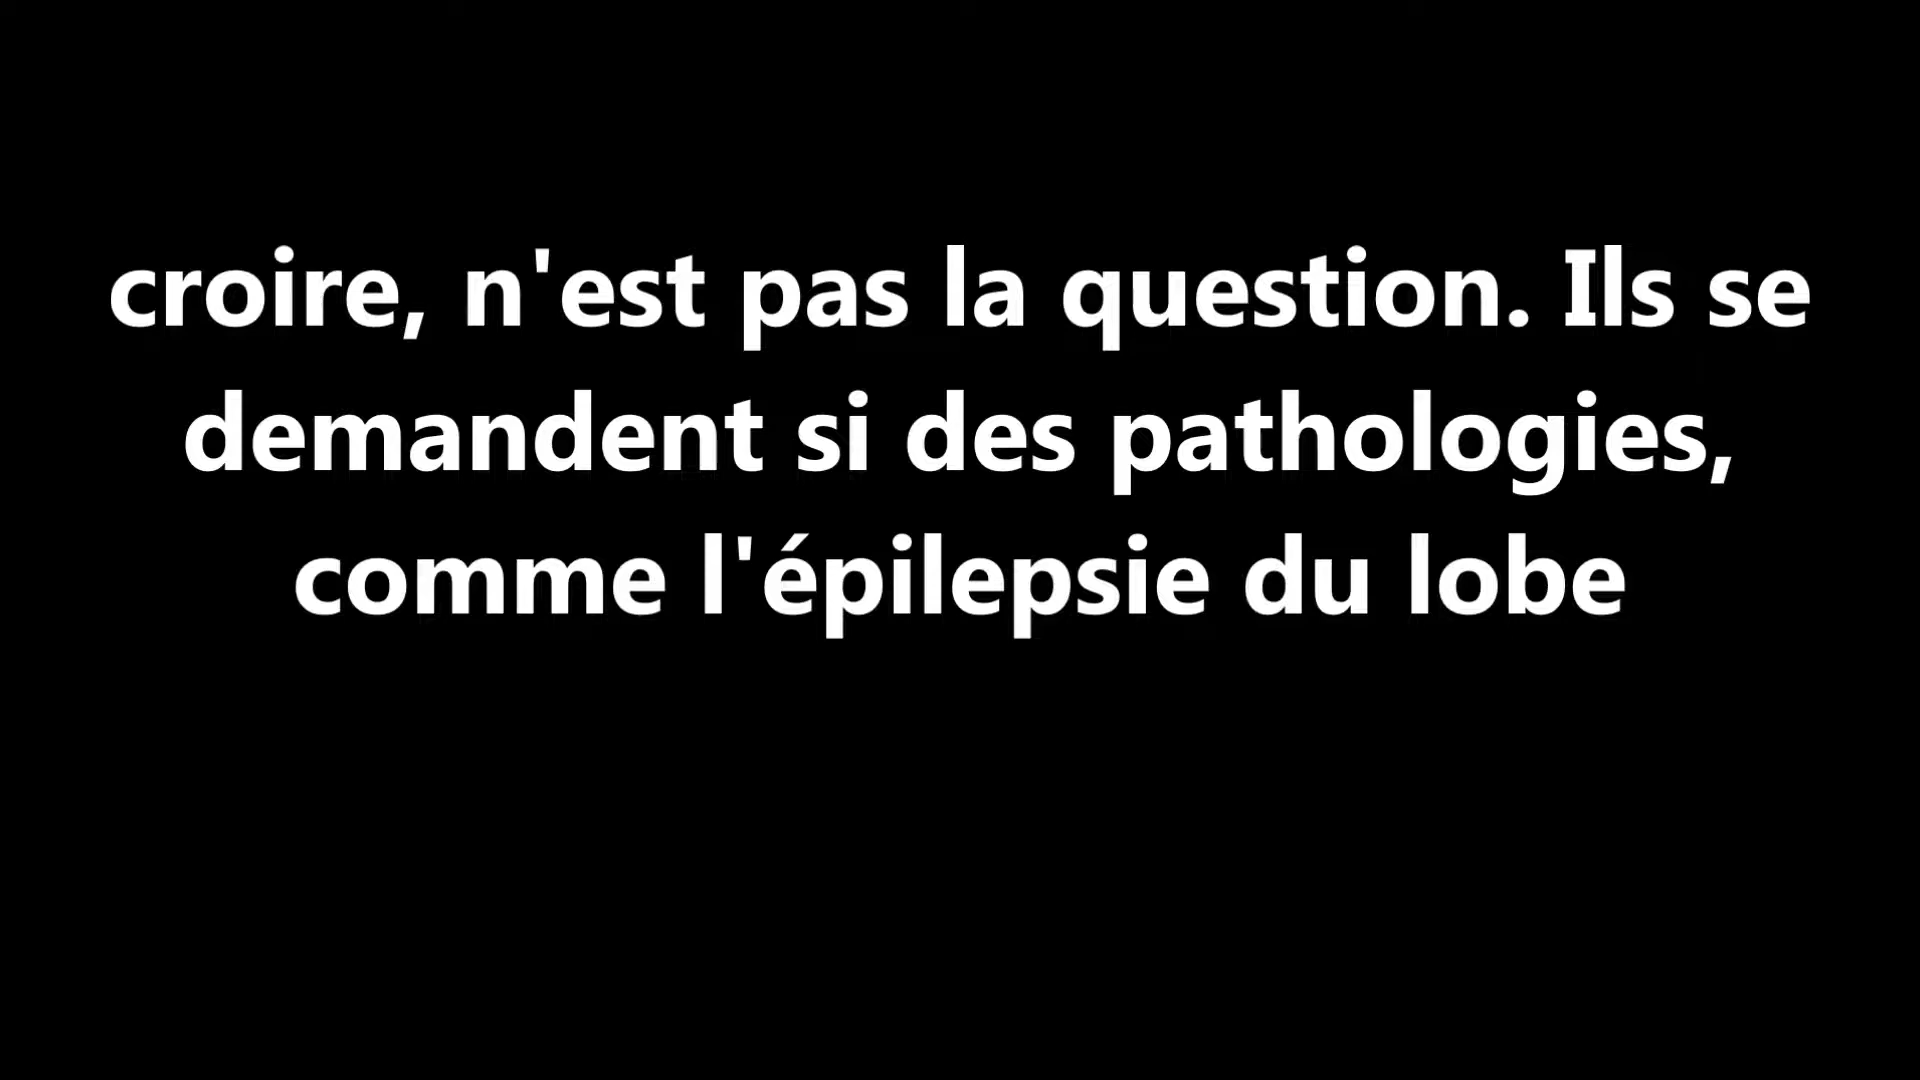 croire, n'est pas la question. Ils se
demandent si des pathologies,
comme l'épilepsie du lobe